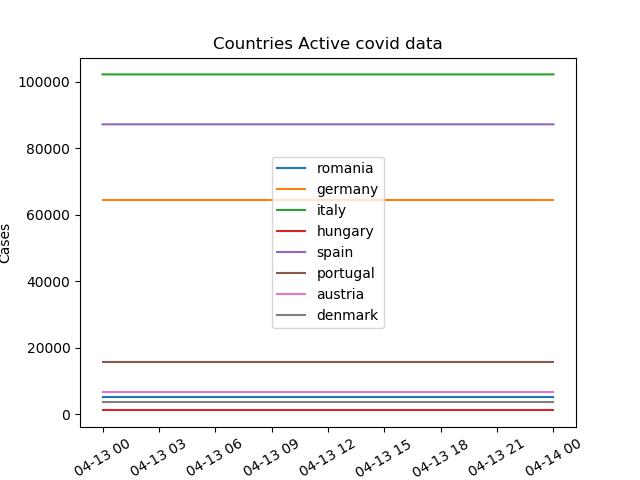 Countries Active covid data
100000
80000
60000
40000
20000
0
Cases
romania
germany
italy
hungary
spain
portugal
austria
denmark
04-13 00
04-13 03
04-13 06
04-13 09
04-13 12
04-13 15
04-13 18
04-13 21
04-14 00